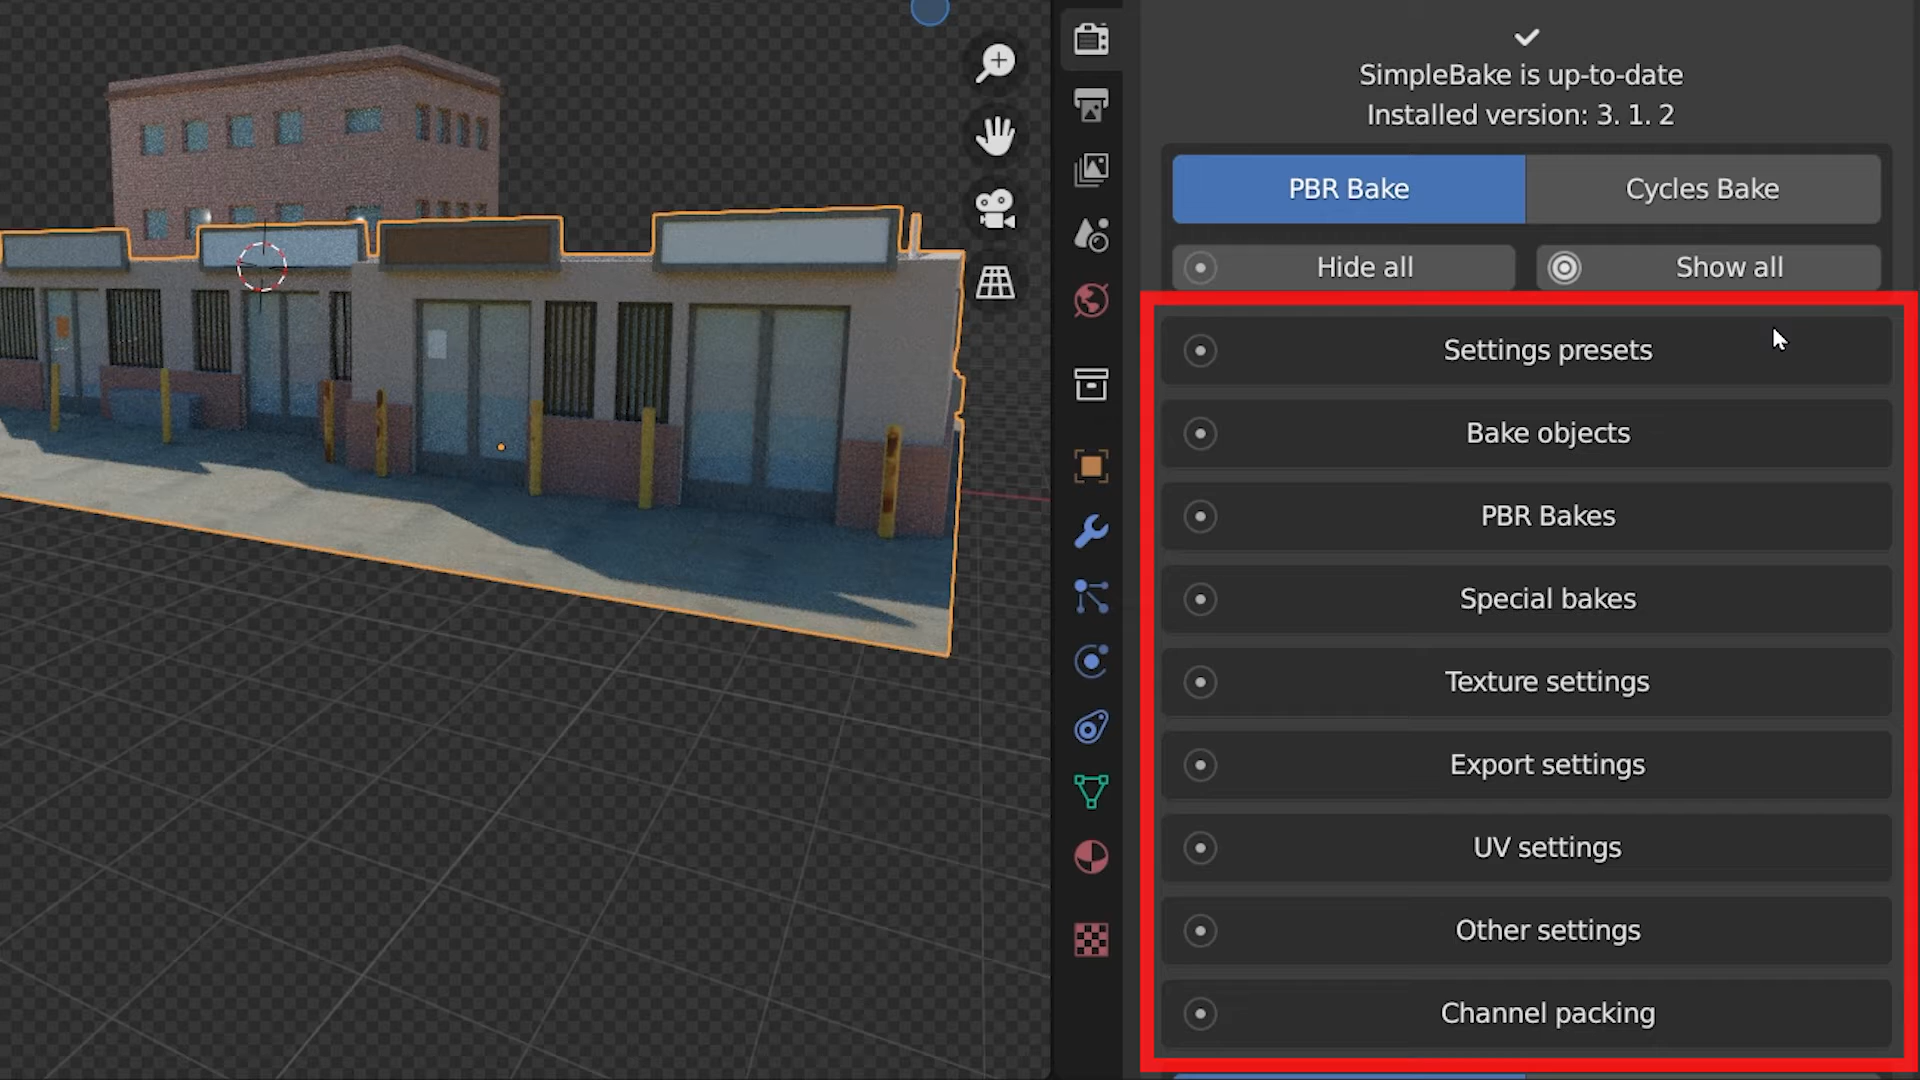 SimpleBake is up-to-date
Installed version: 3. 1. 2
PBR Bake
Cycles Bake
Hide all
Show all
Settings presets
Bake objects
PBR Bakes
Special bakes
Texture settings
Export settings
UV settings
Other settings
Channel packing